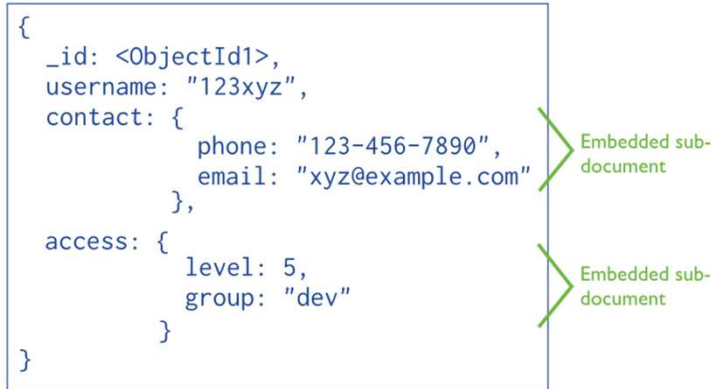 {
_id: <ObjectId1>,
username: "123xyz",
contact: {
phone: "123-456-7890",
email: "xyz@example.com"
},
access: {
level: 5,
group: "dev"
}
}
Embedded sub-
document
Embedded sub-
document